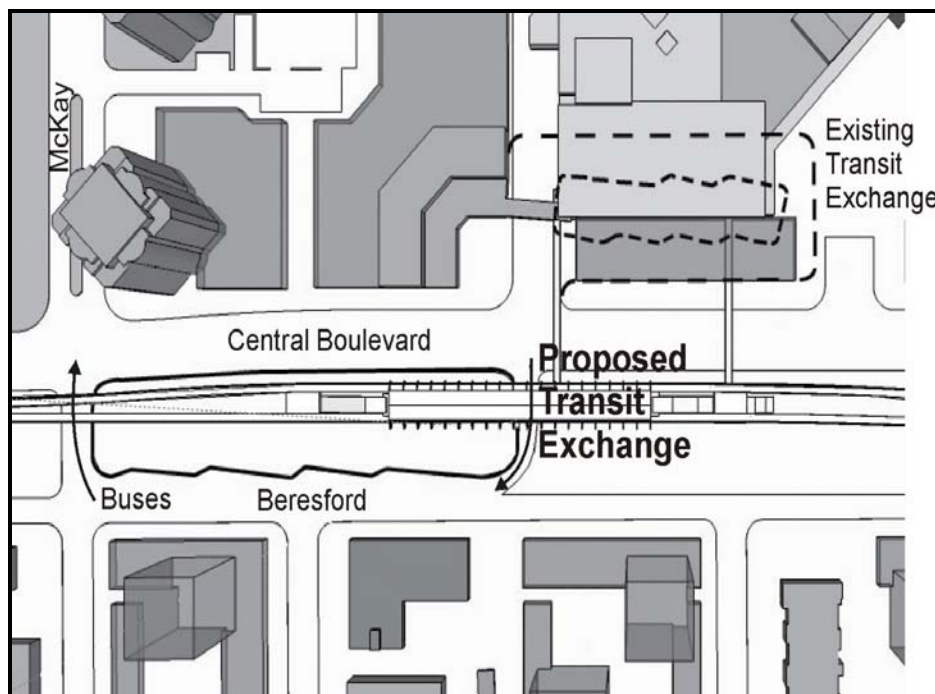 McKay
Existing
Transit
Exchange
Central Boulevard
Proposed
Transit
Exchange
Buses
Beresford